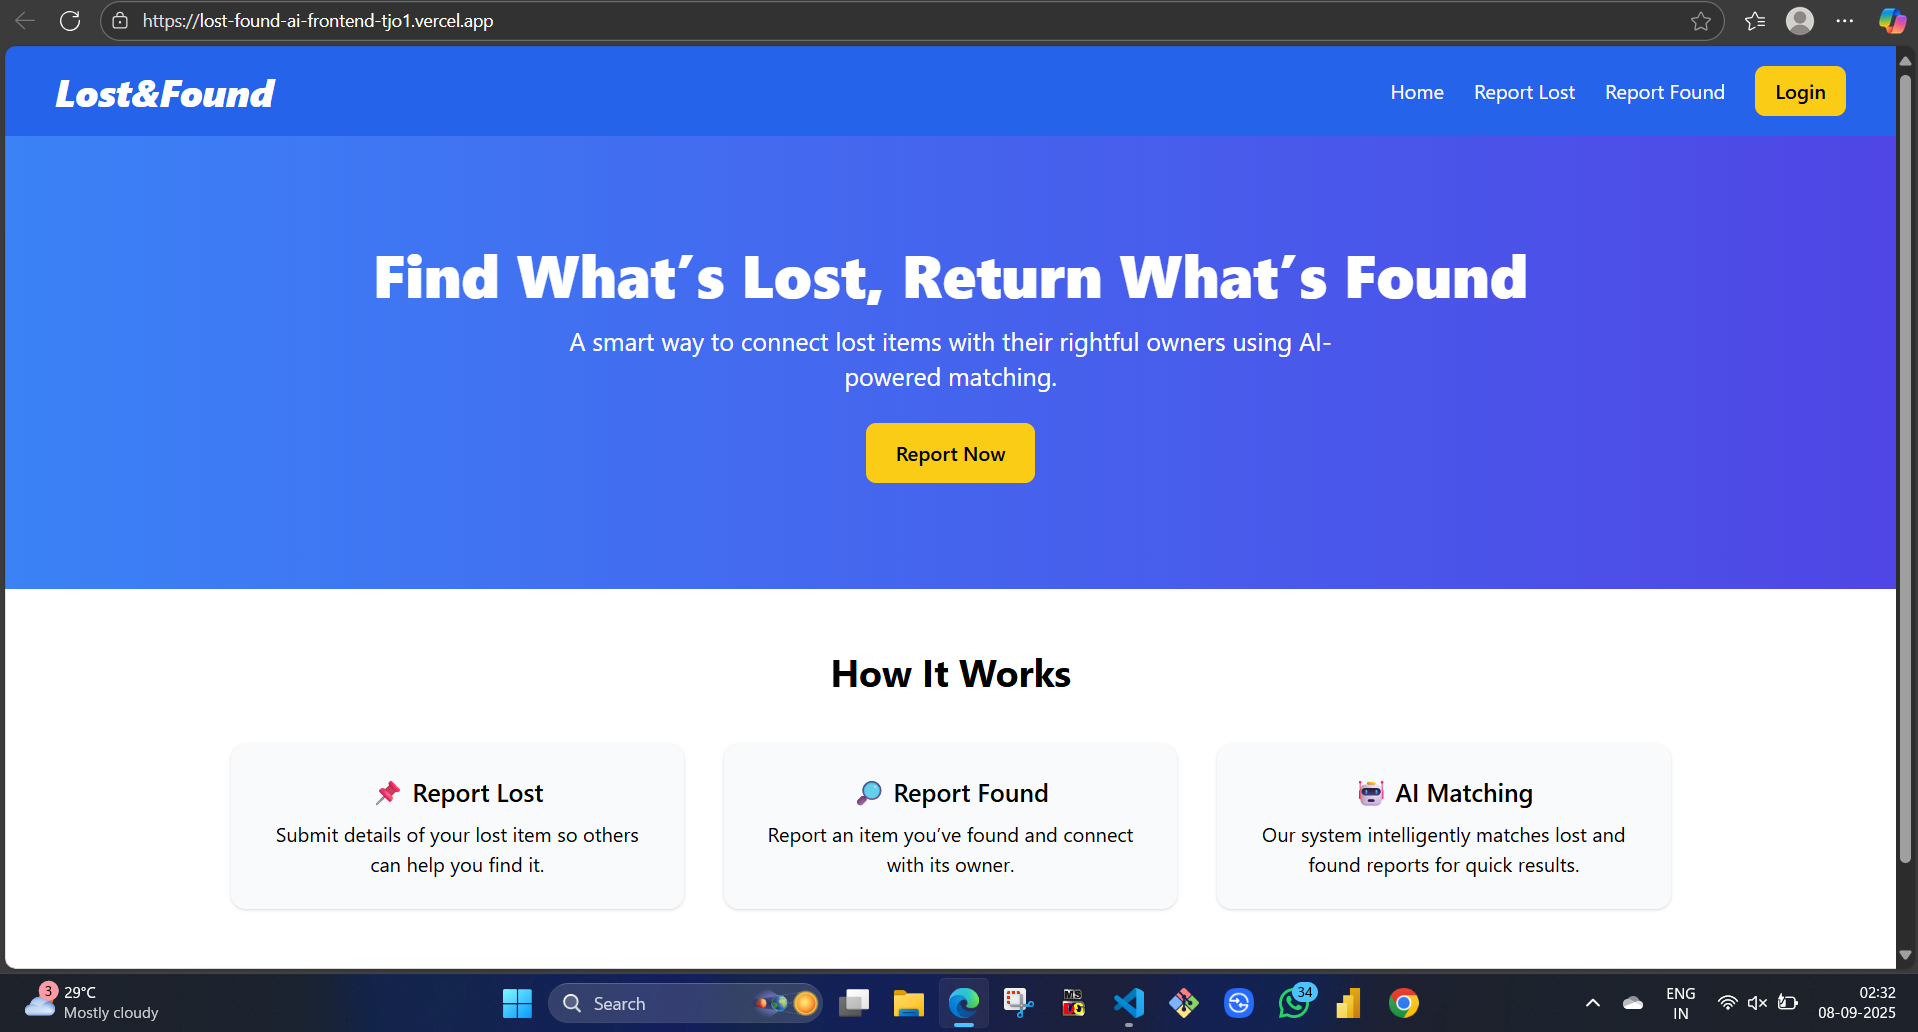 https://lost-found-ai-frontend-tjo1.vercel.app
Lost&Found
Home
Report Lost
Report Found
Login
Find What’s Lost, Return What’s Found
A smart way to connect lost items with their rightful owners using AI-
powered matching.
Report Now
How It Works
Report Lost
Submit details of your lost item so others
can help you find it.
Report Found
Report an item you’ve found and connect
with its owner.
AI Matching
Our system intelligently matches lost and
found reports for quick results.
3
29°C
Mostly cloudy
Search
34
ENG
IN
02:32
08-09-2025